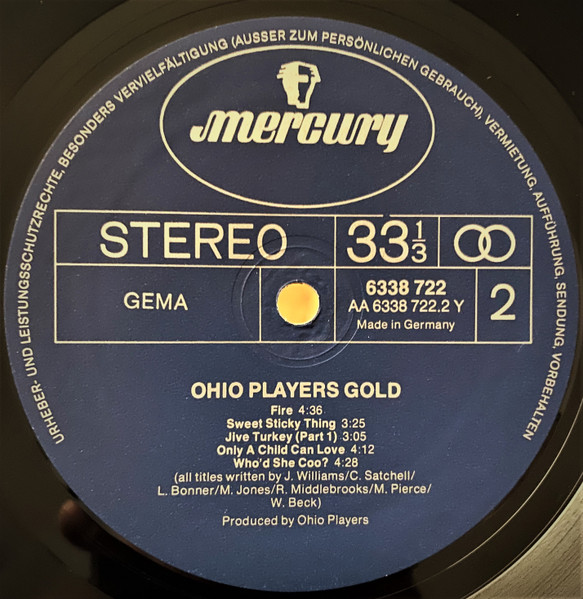 URHEBER- UND LEISTUNGSSCHUTZRECHTE, BESONDERS VERVIELFÄLTIGUNG (AUSSER ZUM PERSÖNLICHEN GEBRAUCH), VERMIETUNG, AUFFÜHRUNG, SENDUNG, VORBEHALTEN
mercury
STEREO
33 1/3
GEMA
6338 722
AA 6338 722.2 Y
Made in Germany
2
OHIO PLAYERS GOLD
Fire 4:36
Sweet Sticky Thing 3:25
Jive Turkey (Part 1) 3:05
Only A Child Can Love 4:12
Who'd She Coo? 4:28
(all titles written by J. Williams/C. Satchell/
L. Bonner/M. Jones/R. Middlebrooks/M. Pierce/
W. Beck)
Produced by Ohio Players